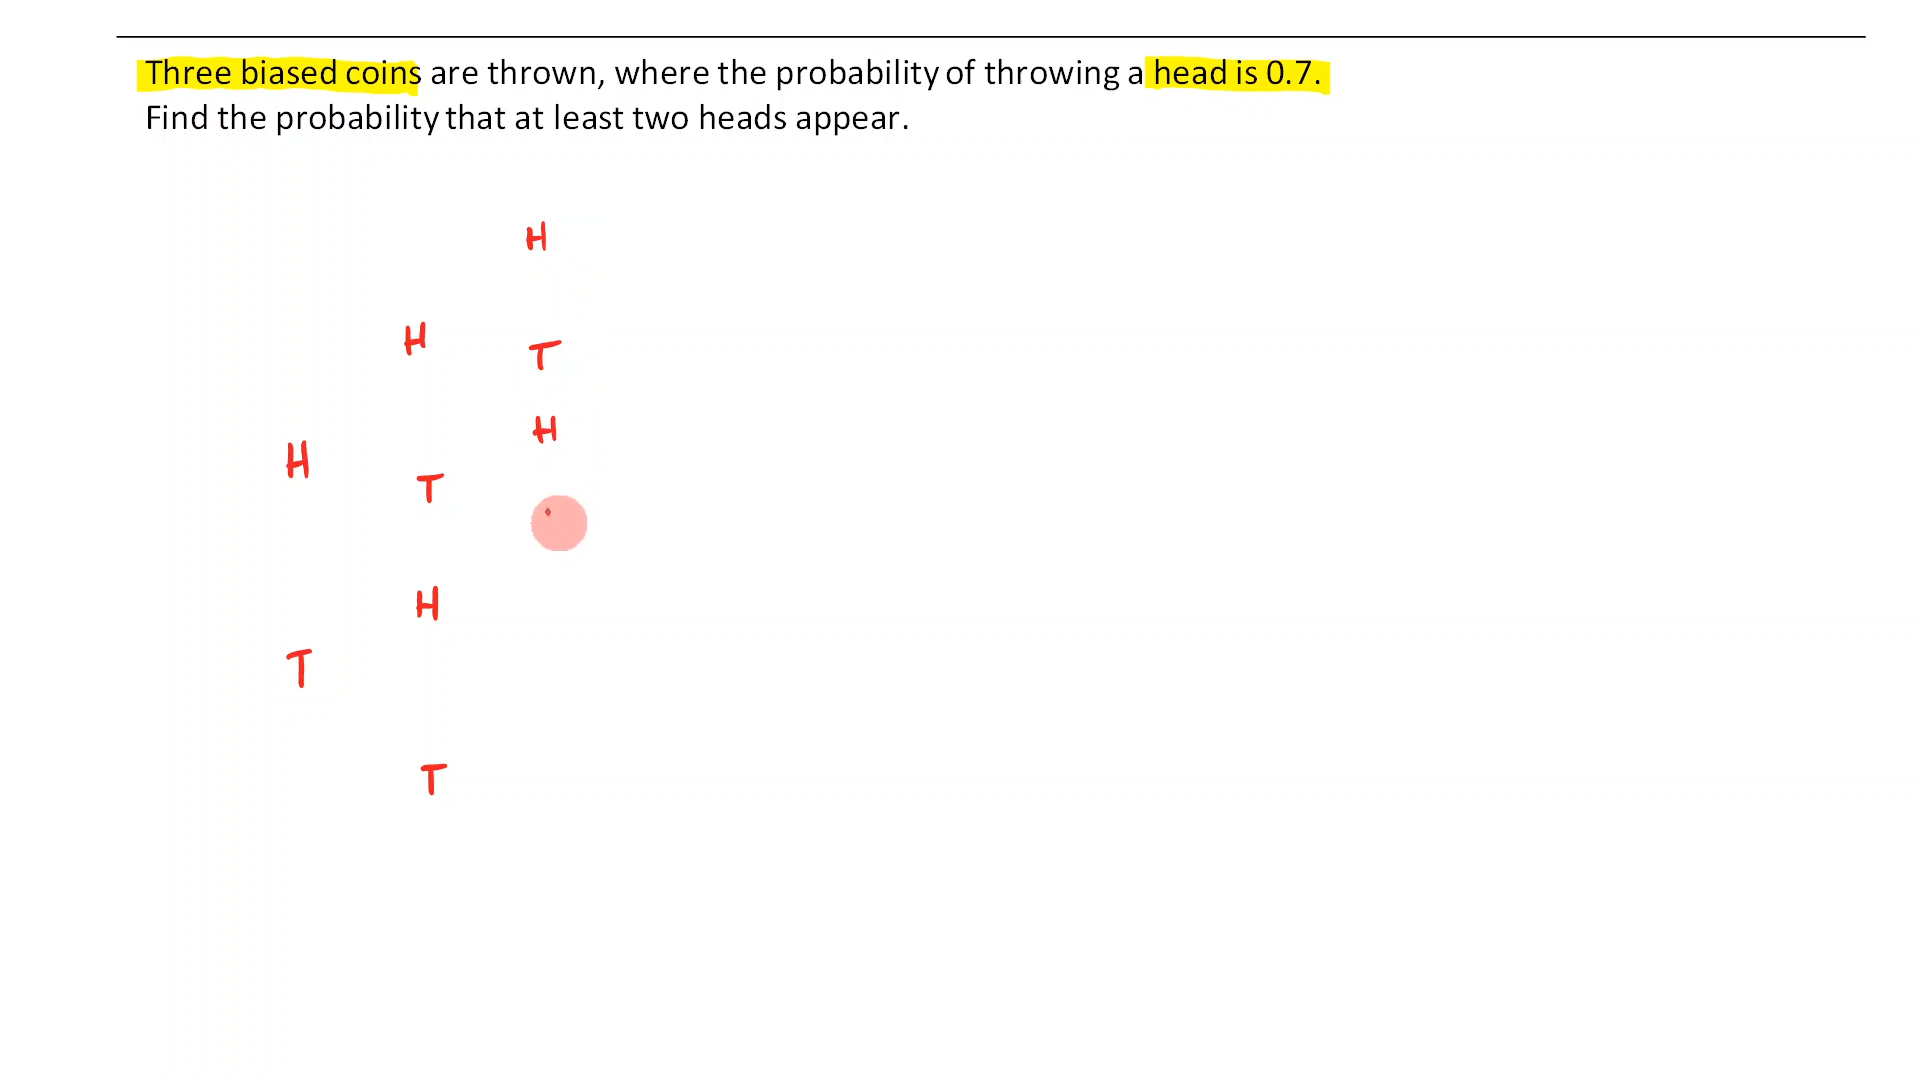 Three biased coins are thrown, where the probability of throwing a head is 0.7.
Find the probability that at least two heads appear.
H
H
T
H
H
T
H
T
T